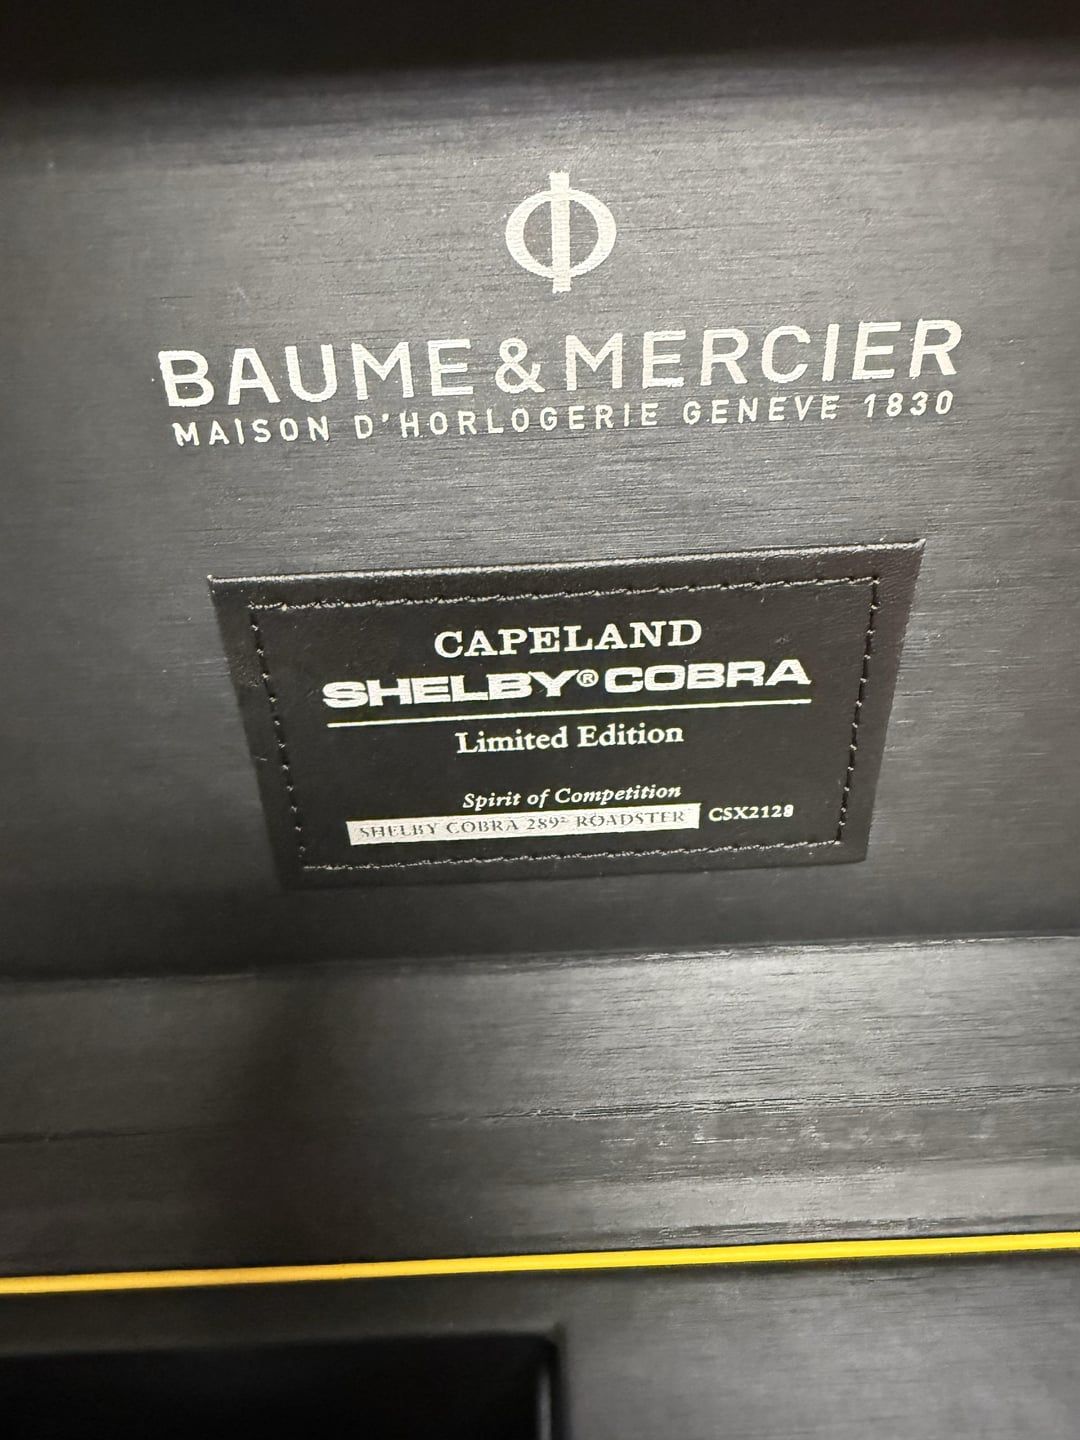 BAUME & MERCIER
MAISON D'HORLOGERIE GENEVE 1830
CAPELAND
SHELBY® COBRA
Limited Edition
Spirit of Competition
SHELBY COBRA 289" ROADSTER CSX2128